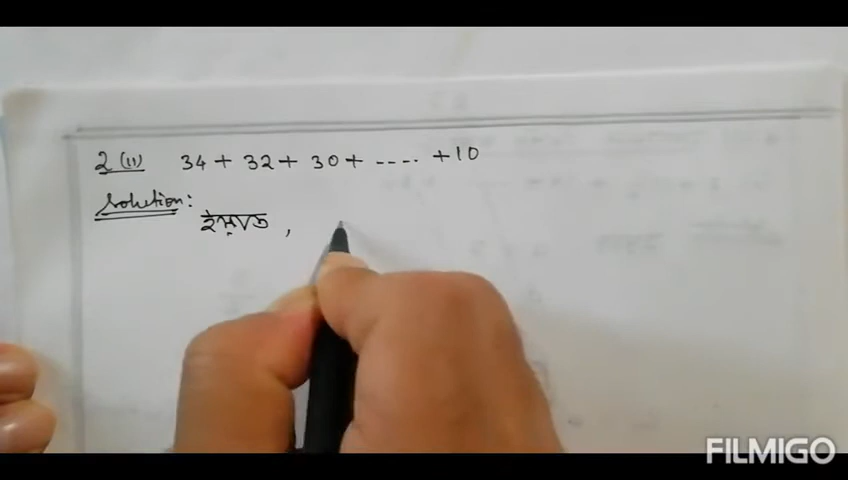 2 (ii) 34 + 32 + 30 + .... + 10
Solution:
,
FILMIGO